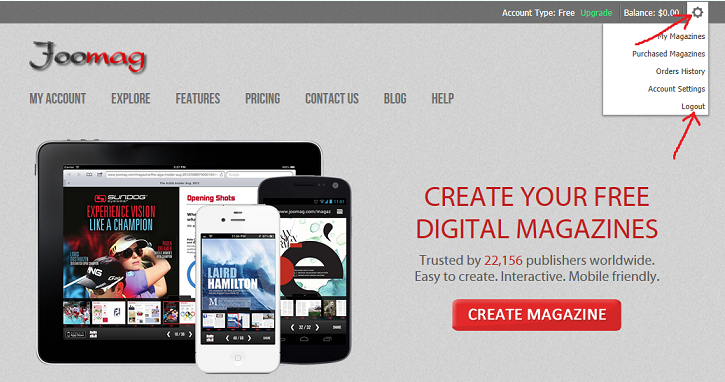 Account Type: Free Upgrade Balance: $0.00
My Magazines
Purchased Magazines
Orders History
Account Settings
Logout
Joomag
MY ACCOUNT EXPLORE FEATURES PRICING CONTACT US BLOG HELP
SUNDOG
EXPERIENCE VISION
LIKE A CHAMPION
Opening Shots
PING
LAIRD
HAMILTON
CREATE YOUR FREE
DIGITAL MAGAZINES
Trusted by 22,156 publishers worldwide.
Easy to create. Interactive. Mobile friendly.
CREATE MAGAZINE